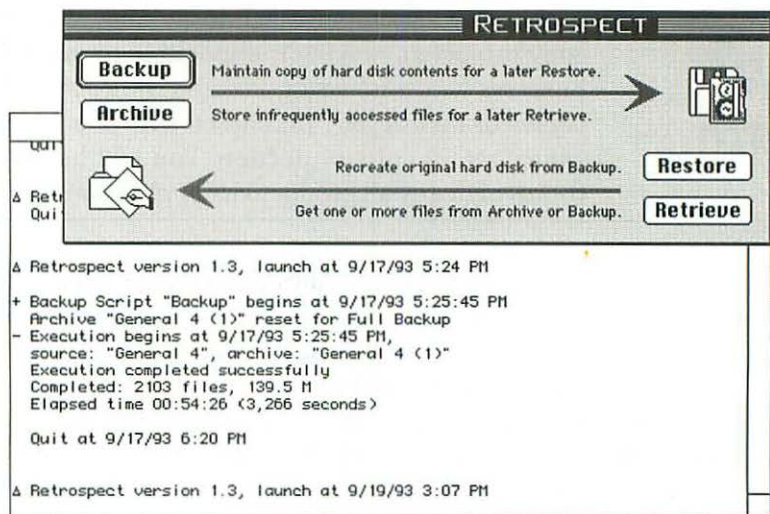 RETROSPECT
Backup
Maintain copy of hard disk contents for a later Restore.
Archive
Store infrequently accessed files for a later Retrieve.
Recreate original hard disk from Backup.
Restore
Get one or more files from Archive or Backup.
Retrieve
Δ Retr
Quit
Δ Retrospect version 1.3, launch at 9/17/93 5:24 PM
+ Backup Script "Backup" begins at 9/17/93 5:25:45 PM
Archive "General 4 (1)" reset for Full Backup
- Execution begins at 9/17/93 5:25:45 PM,
source: "General 4", archive: "General 4 (1)"
Execution completed successfully
Completed: 2103 files, 139.5 M
Elapsed time 00:54:26 (3,266 seconds)
Quit at 9/17/93 6:20 PM
Δ Retrospect version 1.3, launch at 9/19/93 3:07 PM